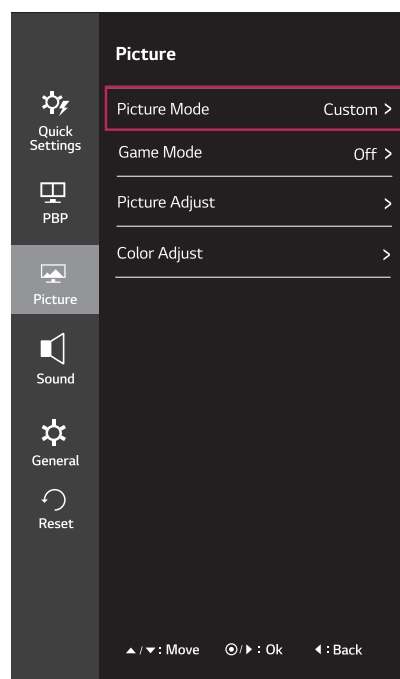 Picture
Picture Mode Custom >
Game Mode Off >
Picture Adjust >
Color Adjust >
Quick
Settings
PBP
Picture
Sound
General
Reset
▲/▼: Move ◉/▶: Ok ◀: Back